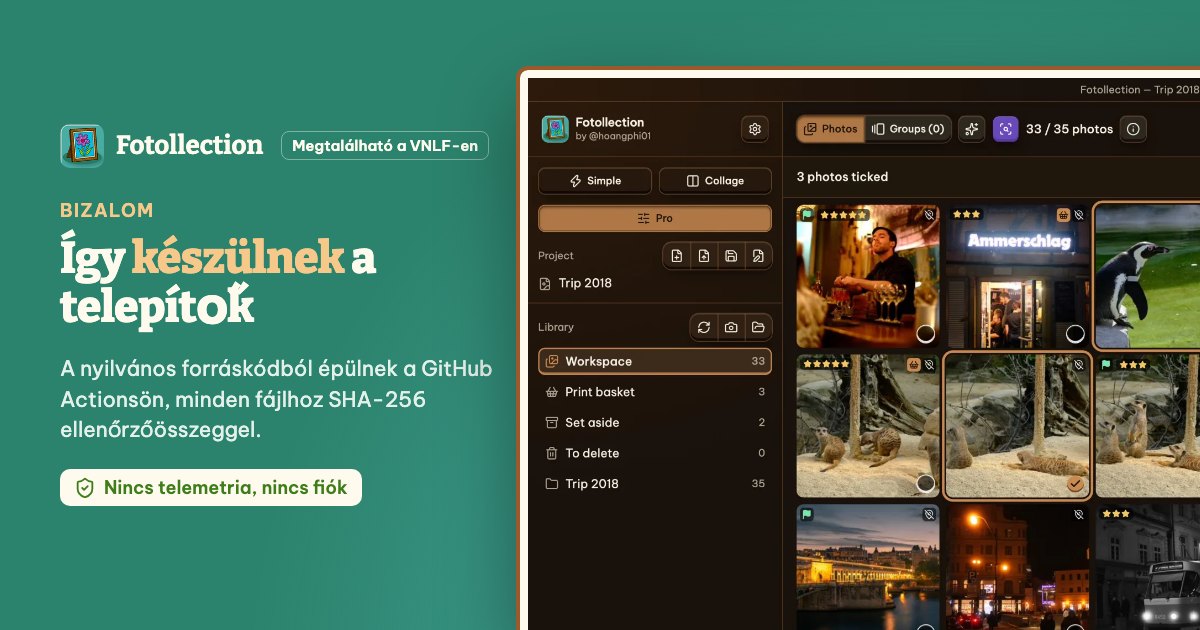 Fotollection
Megtalálható a VNLF-en
BIZALOM
Így készülnek a
telepítők
A nyilvános forráskódból épülnek a GitHub
Actionsön, minden fájlhoz SHA-256
ellenőrzőösszeggel.
Nincs telemetria, nincs fiók
Fotollection — Trip 2018
Fotollection
by @hoangphi01
Simple
Collage
Pro
Project
Trip 2018
Library
Workspace 33
Print basket 3
Set aside 2
To delete 0
Trip 2018 35
Photos
Groups (0)
33 / 35 photos
3 photos ticked
Ammerschlag